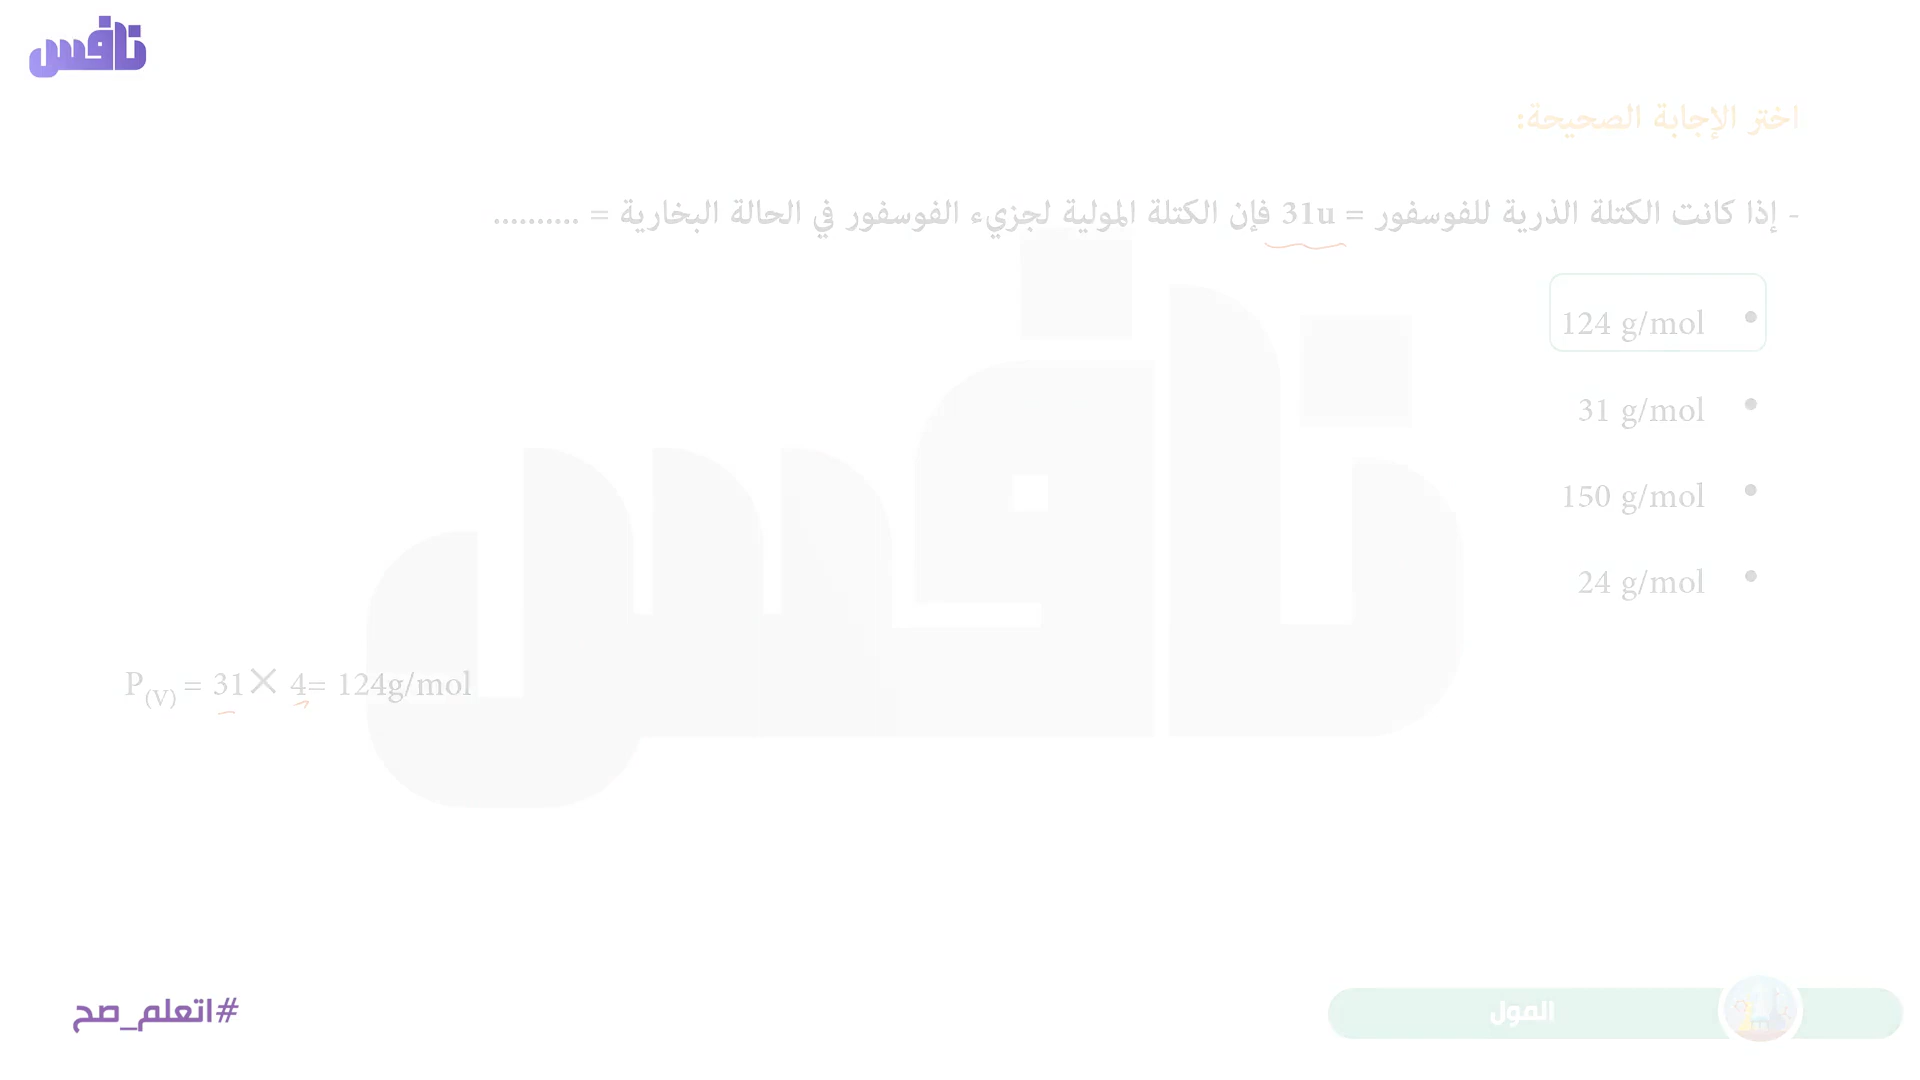 نافس
اختر الإجابة الصحيحة:
- إذا كانت الكتلة الذرية للفوسفور = 31u فإن الكتلة المولية لجزيء الفوسفور في الحالة البخارية = ..........
• 124 g/mol
• 31 g/mol
• 150 g/mol
• 24 g/mol
P(V) = 31× 4= 124g/mol
نافس
المول
#اتعلم_صح